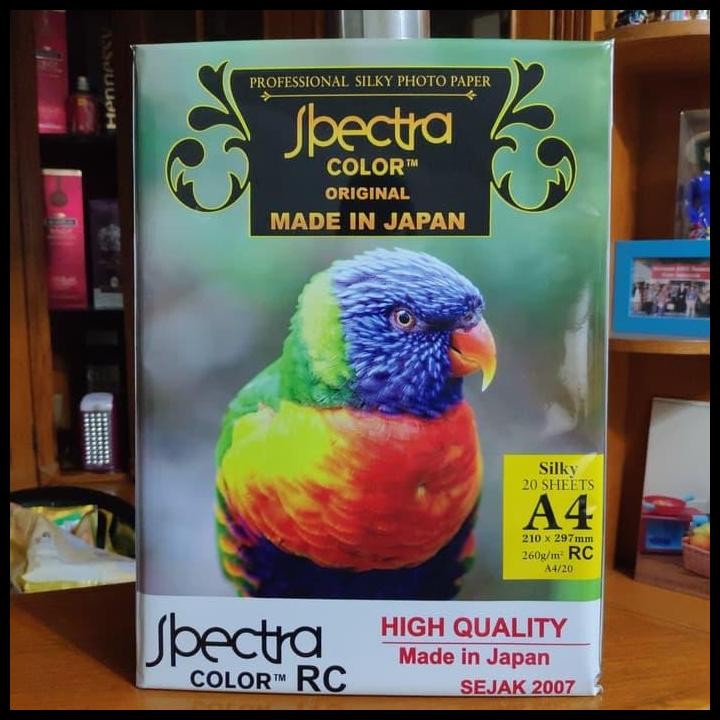 Hennessy
PROFESSIONAL SILKY PHOTO PAPER
Spectra
COLOR™
ORIGINAL
MADE IN JAPAN
Silky
20 SHEETS
A4
210 x 297mm
260g/m² RC
A4/20
Spectra
COLOR™ RC
HIGH QUALITY
Made in Japan
SEJAK 2007